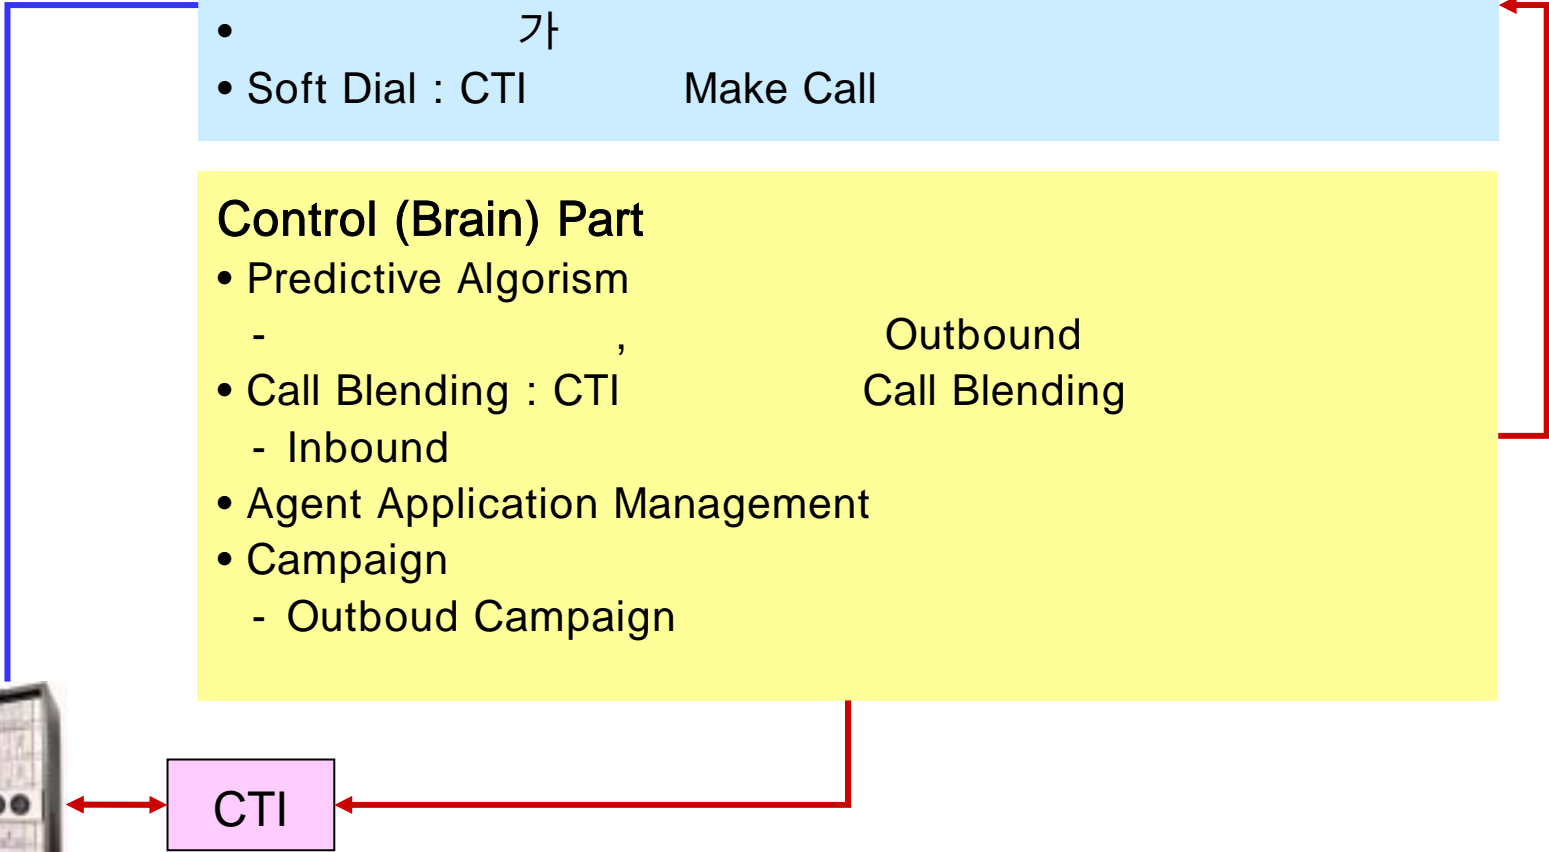 • 가
• Soft Dial : CTI Make Call
Control (Brain) Part
• Predictive Algorism
- , Outbound
• Call Blending : CTI Call Blending
- Inbound
• Agent Application Management
• Campaign
- Outboud Campaign
CTI